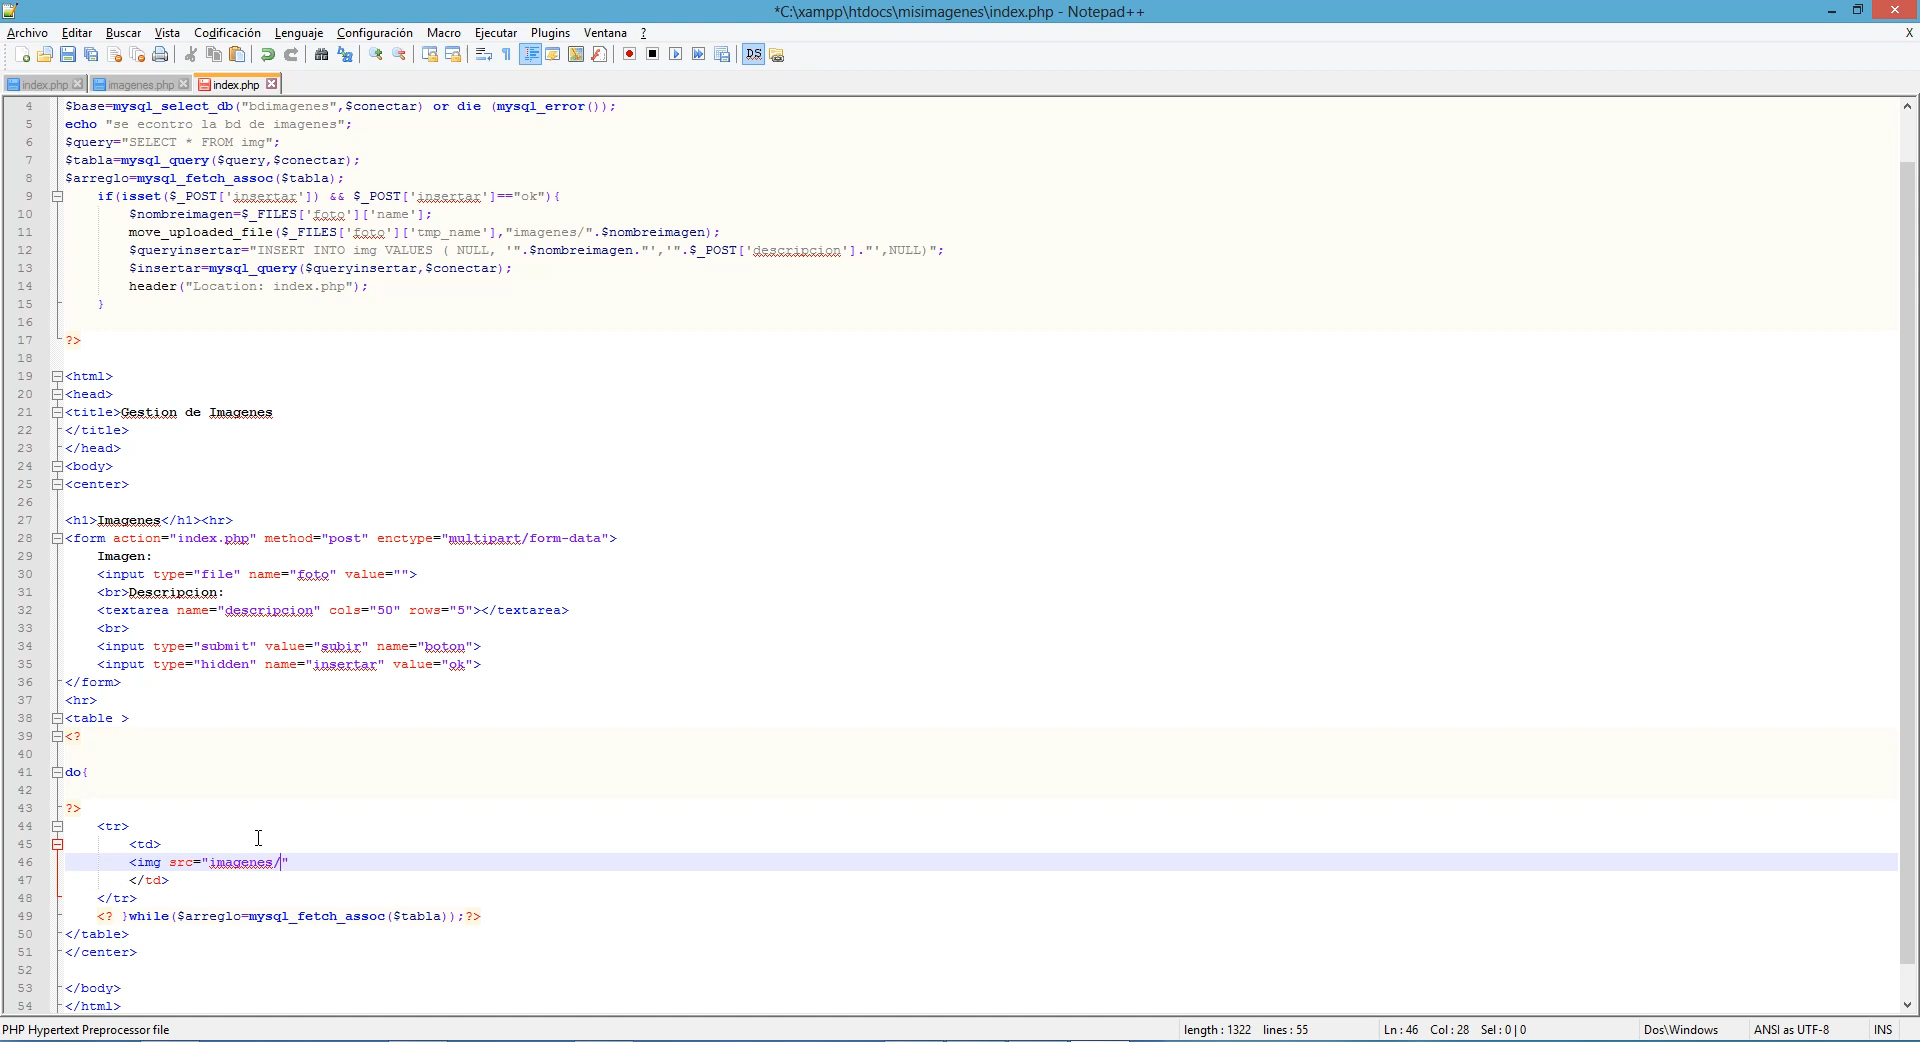 *C:\xampp\htdocs\misimagenes\index.php - Notepad++
Archivo Editar Buscar Vista Codificación Lenguaje Configuración Macro Ejecutar Plugins Ventana ? X
index.php imagenes.php index.php
4 $base=mysql_select_db("bdimagenes",$conectar) or die (mysql_error());
5 echo "se econtro la bd de imagenes";
6 $query="SELECT * FROM img";
7 $tabla=mysql_query($query,$conectar);
8 $arreglo=mysql_fetch_assoc($tabla);
9 if(isset($_POST['insertar']) && $_POST['insertar']=="ok"){
10 $nombreimagen=$_FILES['foto']['name'];
11 move_uploaded_file($_FILES['foto']['tmp_name'],"imagenes/".$nombreimagen);
12 $queryinsertar="INSERT INTO img VALUES ( NULL, '".$nombreimagen."','".$_POST['descripcion']."',NULL)";
13 $insertar=mysql_query($queryinsertar,$conectar);
14 header("Location: index.php");
15 }
16
17 ?>
18
19 <html>
20 <head>
21 <title>Gestion de Imagenes
22 </title>
23 </head>
24 <body>
25 <center>
26
27 <h1>Imagenes</h1><hr>
28 <form action="index.php" method="post" enctype="multipart/form-data">
29 Imagen:
30 <input type="file" name="foto" value="">
31 <br>Descripcion:
32 <textarea name="descripcion" cols="50" rows="5"></textarea>
33 <br>
34 <input type="submit" value="subir" name="boton">
35 <input type="hidden" name="insertar" value="ok">
36 </form>
37 <hr>
38 <table >
39 <?
40
41 do{
42
43 ?>
44 <tr>
45 <td>
46 <img src="imagenes/"
47 </td>
48 </tr>
49 <? }while($arreglo=mysql_fetch_assoc($tabla));?>
50 </table>
51 </center>
52
53 </body>
54 </html>
PHP Hypertext Preprocessor file length : 1322 lines : 55 Ln : 46 Col : 28 Sel : 0 | 0 Dos\Windows ANSI as UTF-8 INS